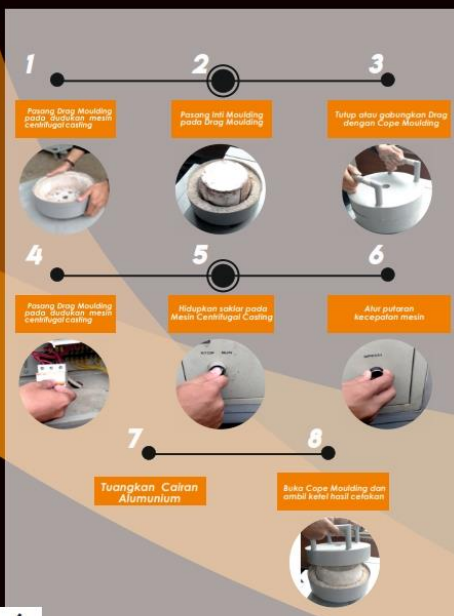 1
2
3
Pasang Drag Moulding
pada dudukan mesin
centrifugal casting
Pasang Inti Moulding
pada Drag Moulding
Tutup atau gabungkan Drag
dengan Cope Moulding
4
5
6
Pasang Drag Moulding
pada dudukan mesin
centrifugal casting
Hidupkan saklar pada
Mesin Centrifugal Casting
Atur putaran
kecepatan mesin
7
8
Tuangkan Cairan
Alumunium
Buka Cope Moulding dan
ambil ketel hasil cetakan